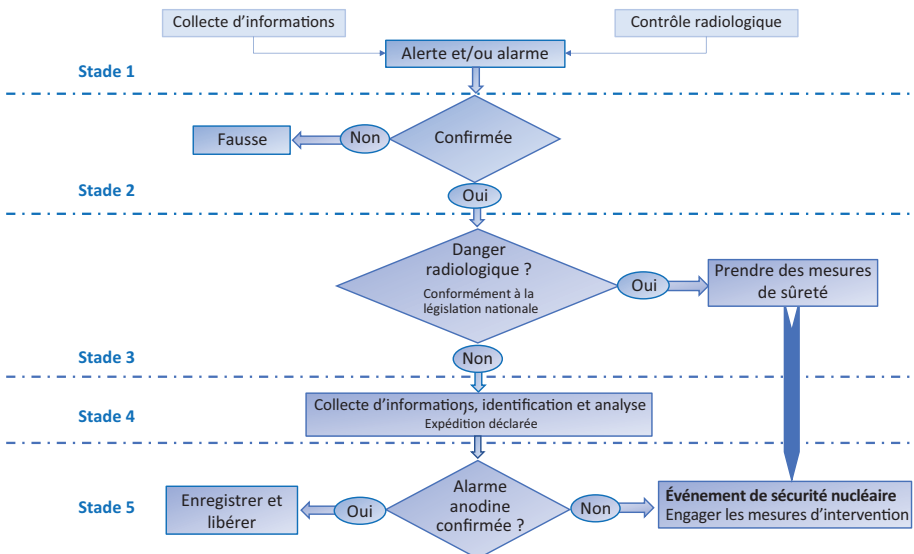 Collecte d'informations
Contrôle radiologique
Alerte et/ou alarme
Stade 1
Confirmée
Non
Fausse
Stade 2
Oui
Danger
radiologique ?
Conformément à la
législation nationale
Oui
Prendre des mesures
de sûreté
Stade 3
Non
Stade 4
Collecte d'informations, identification et analyse
Expédition déclarée
Stade 5
Enregistrer et
libérer
Oui
Alarme
anodine
confirmée ?
Non
Événement de sécurité nucléaire
Engager les mesures d'intervention